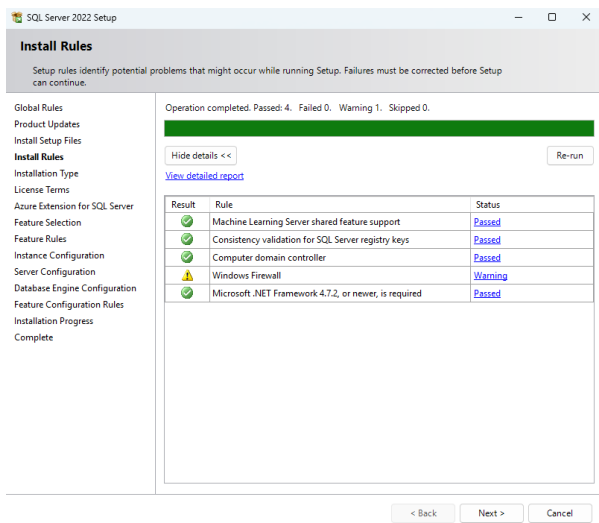 SQL Server 2022 Setup
Install Rules
Setup rules identify potential problems that might occur while running Setup. Failures must be corrected before Setup
can continue.
Global Rules
Product Updates
Install Setup Files
Install Rules
Installation Type
License Terms
Azure Extension for SQL Server
Feature Selection
Feature Rules
Instance Configuration
Server Configuration
Database Engine Configuration
Feature Configuration Rules
Installation Progress
Complete
Operation completed. Passed: 4. Failed 0. Warning 1. Skipped 0.
Hide details << Re-run
View detailed report
Result Rule Status
Machine Learning Server shared feature support Passed
Consistency validation for SQL Server registry keys Passed
Computer domain controller Passed
Windows Firewall Warning
Microsoft .NET Framework 4.7.2, or newer, is required Passed
< Back Next > Cancel